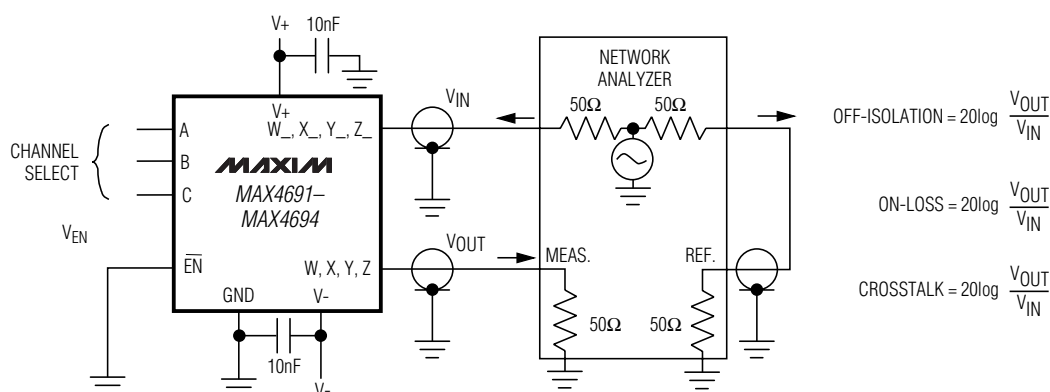 V+
10nF
V+
W_, X_, Y_, Z_
A
B
C
CHANNEL
SELECT
MAXIM
MAX4691–
MAX4694
VEN
EN
W, X, Y, Z
GND
V-
10nF
V-
VIN
VOUT
NETWORK
ANALYZER
50Ω
50Ω
MEAS.
REF.
50Ω
50Ω
OFF-ISOLATION = 20log VOUT
VIN
ON-LOSS = 20log VOUT
VIN
CROSSTALK = 20log VOUT
VIN